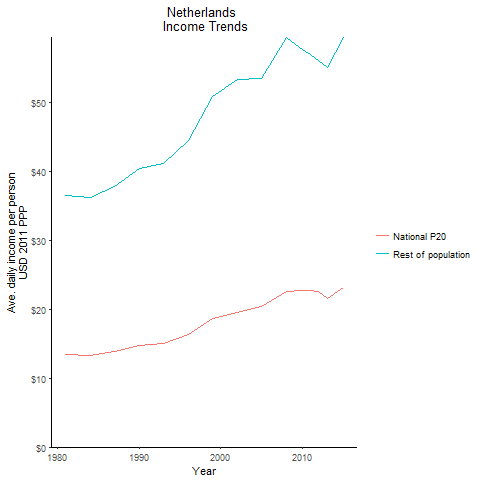 Netherlands
Income Trends
Ave. daily income per person
USD 2011 PPP
$50
$40
$30
$20
$10
$0
1980
1990
2000
2010
Year
National P20
Rest of population